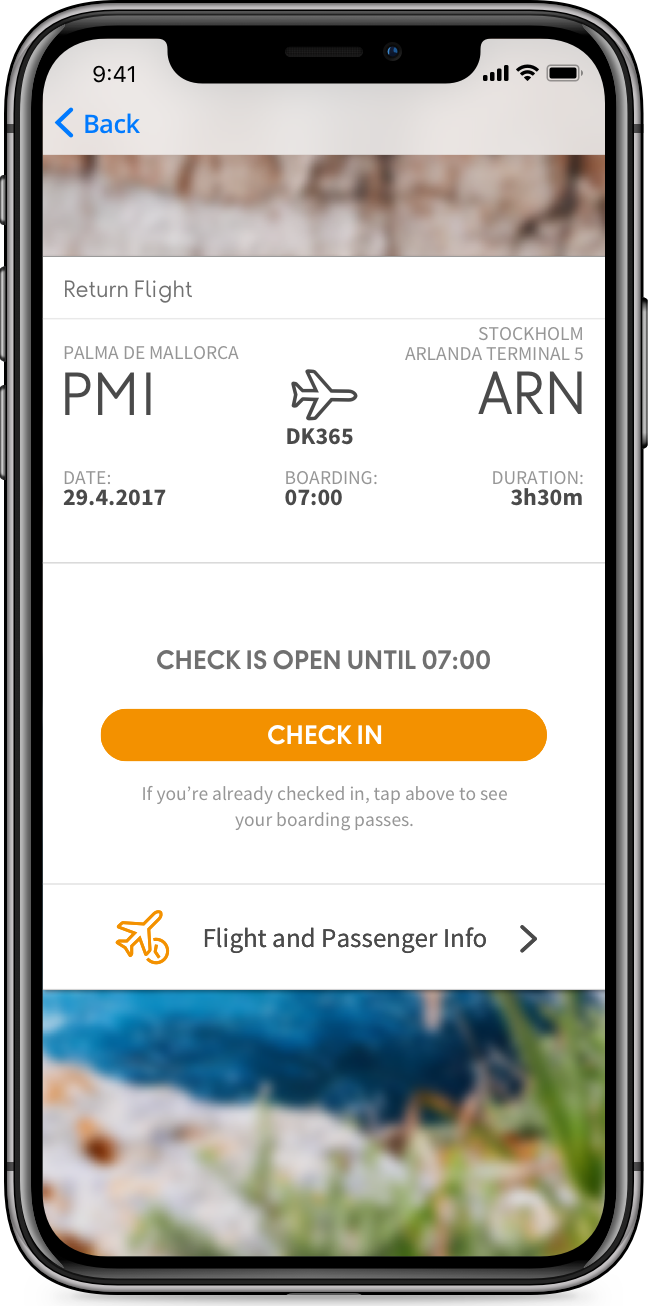 9:41
Back
Return Flight
PALMA DE MALLORCA
STOCKHOLM
ARLANDA TERMINAL 5
PMI
ARN
DK365
DATE:
BOARDING:
DURATION:
29.4.2017
07:00
3h30m
CHECK IS OPEN UNTIL 07:00
CHECK IN
If you’re already checked in, tap above to see
your boarding passes.
Flight and Passenger Info